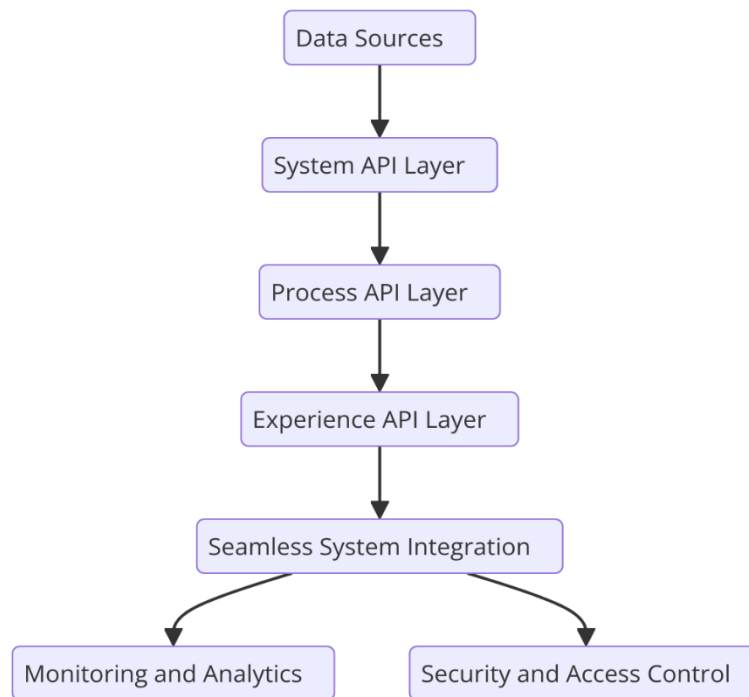 Data Sources
System API Layer
Process API Layer
Experience API Layer
Seamless System Integration
Monitoring and Analytics
Security and Access Control